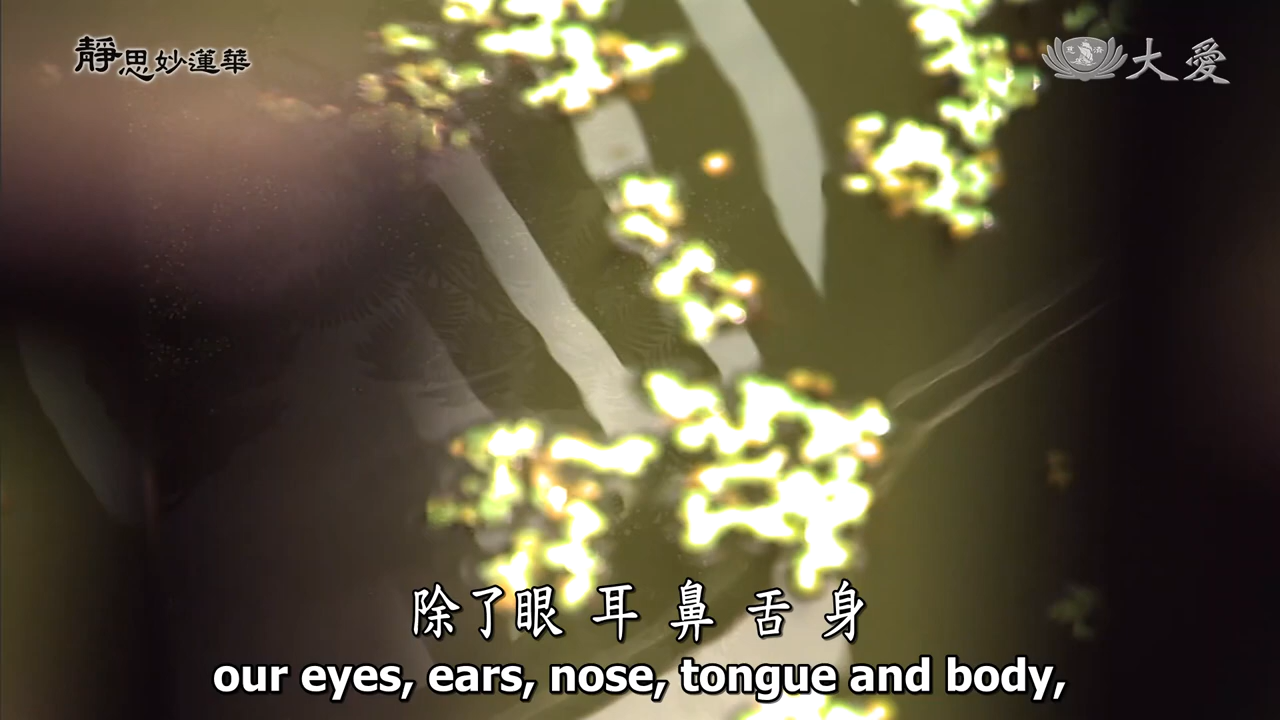 靜思妙蓮華
大愛
除了眼 耳 鼻 舌 身
our eyes, ears, nose, tongue and body,